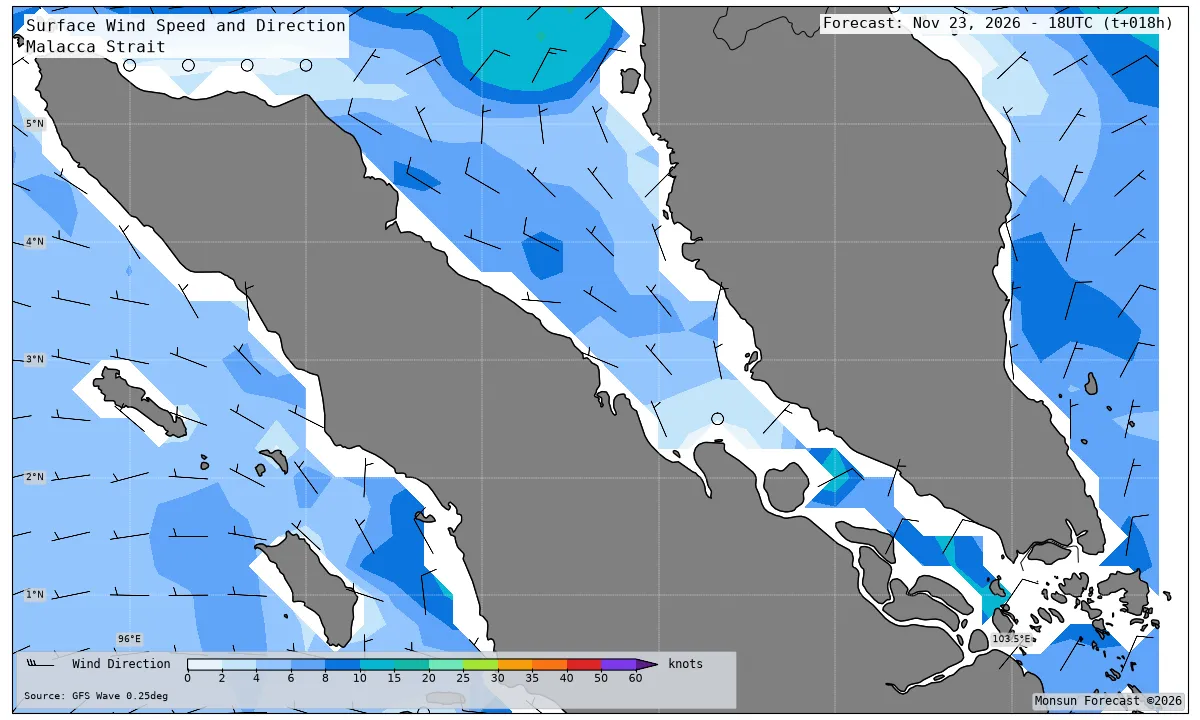 Surface Wind Speed and Direction
Malacca Strait
Forecast: Nov 23, 2026 - 18UTC (t+018h)
5°N
4°N
3°N
2°N
1°N
96°E
103.5°E
Wind Direction
0 2 4 6 8 10 15 20 25 30 35 40 50 60
knots
Source: GFS Wave 0.25deg
Monsun Forecast ©2026